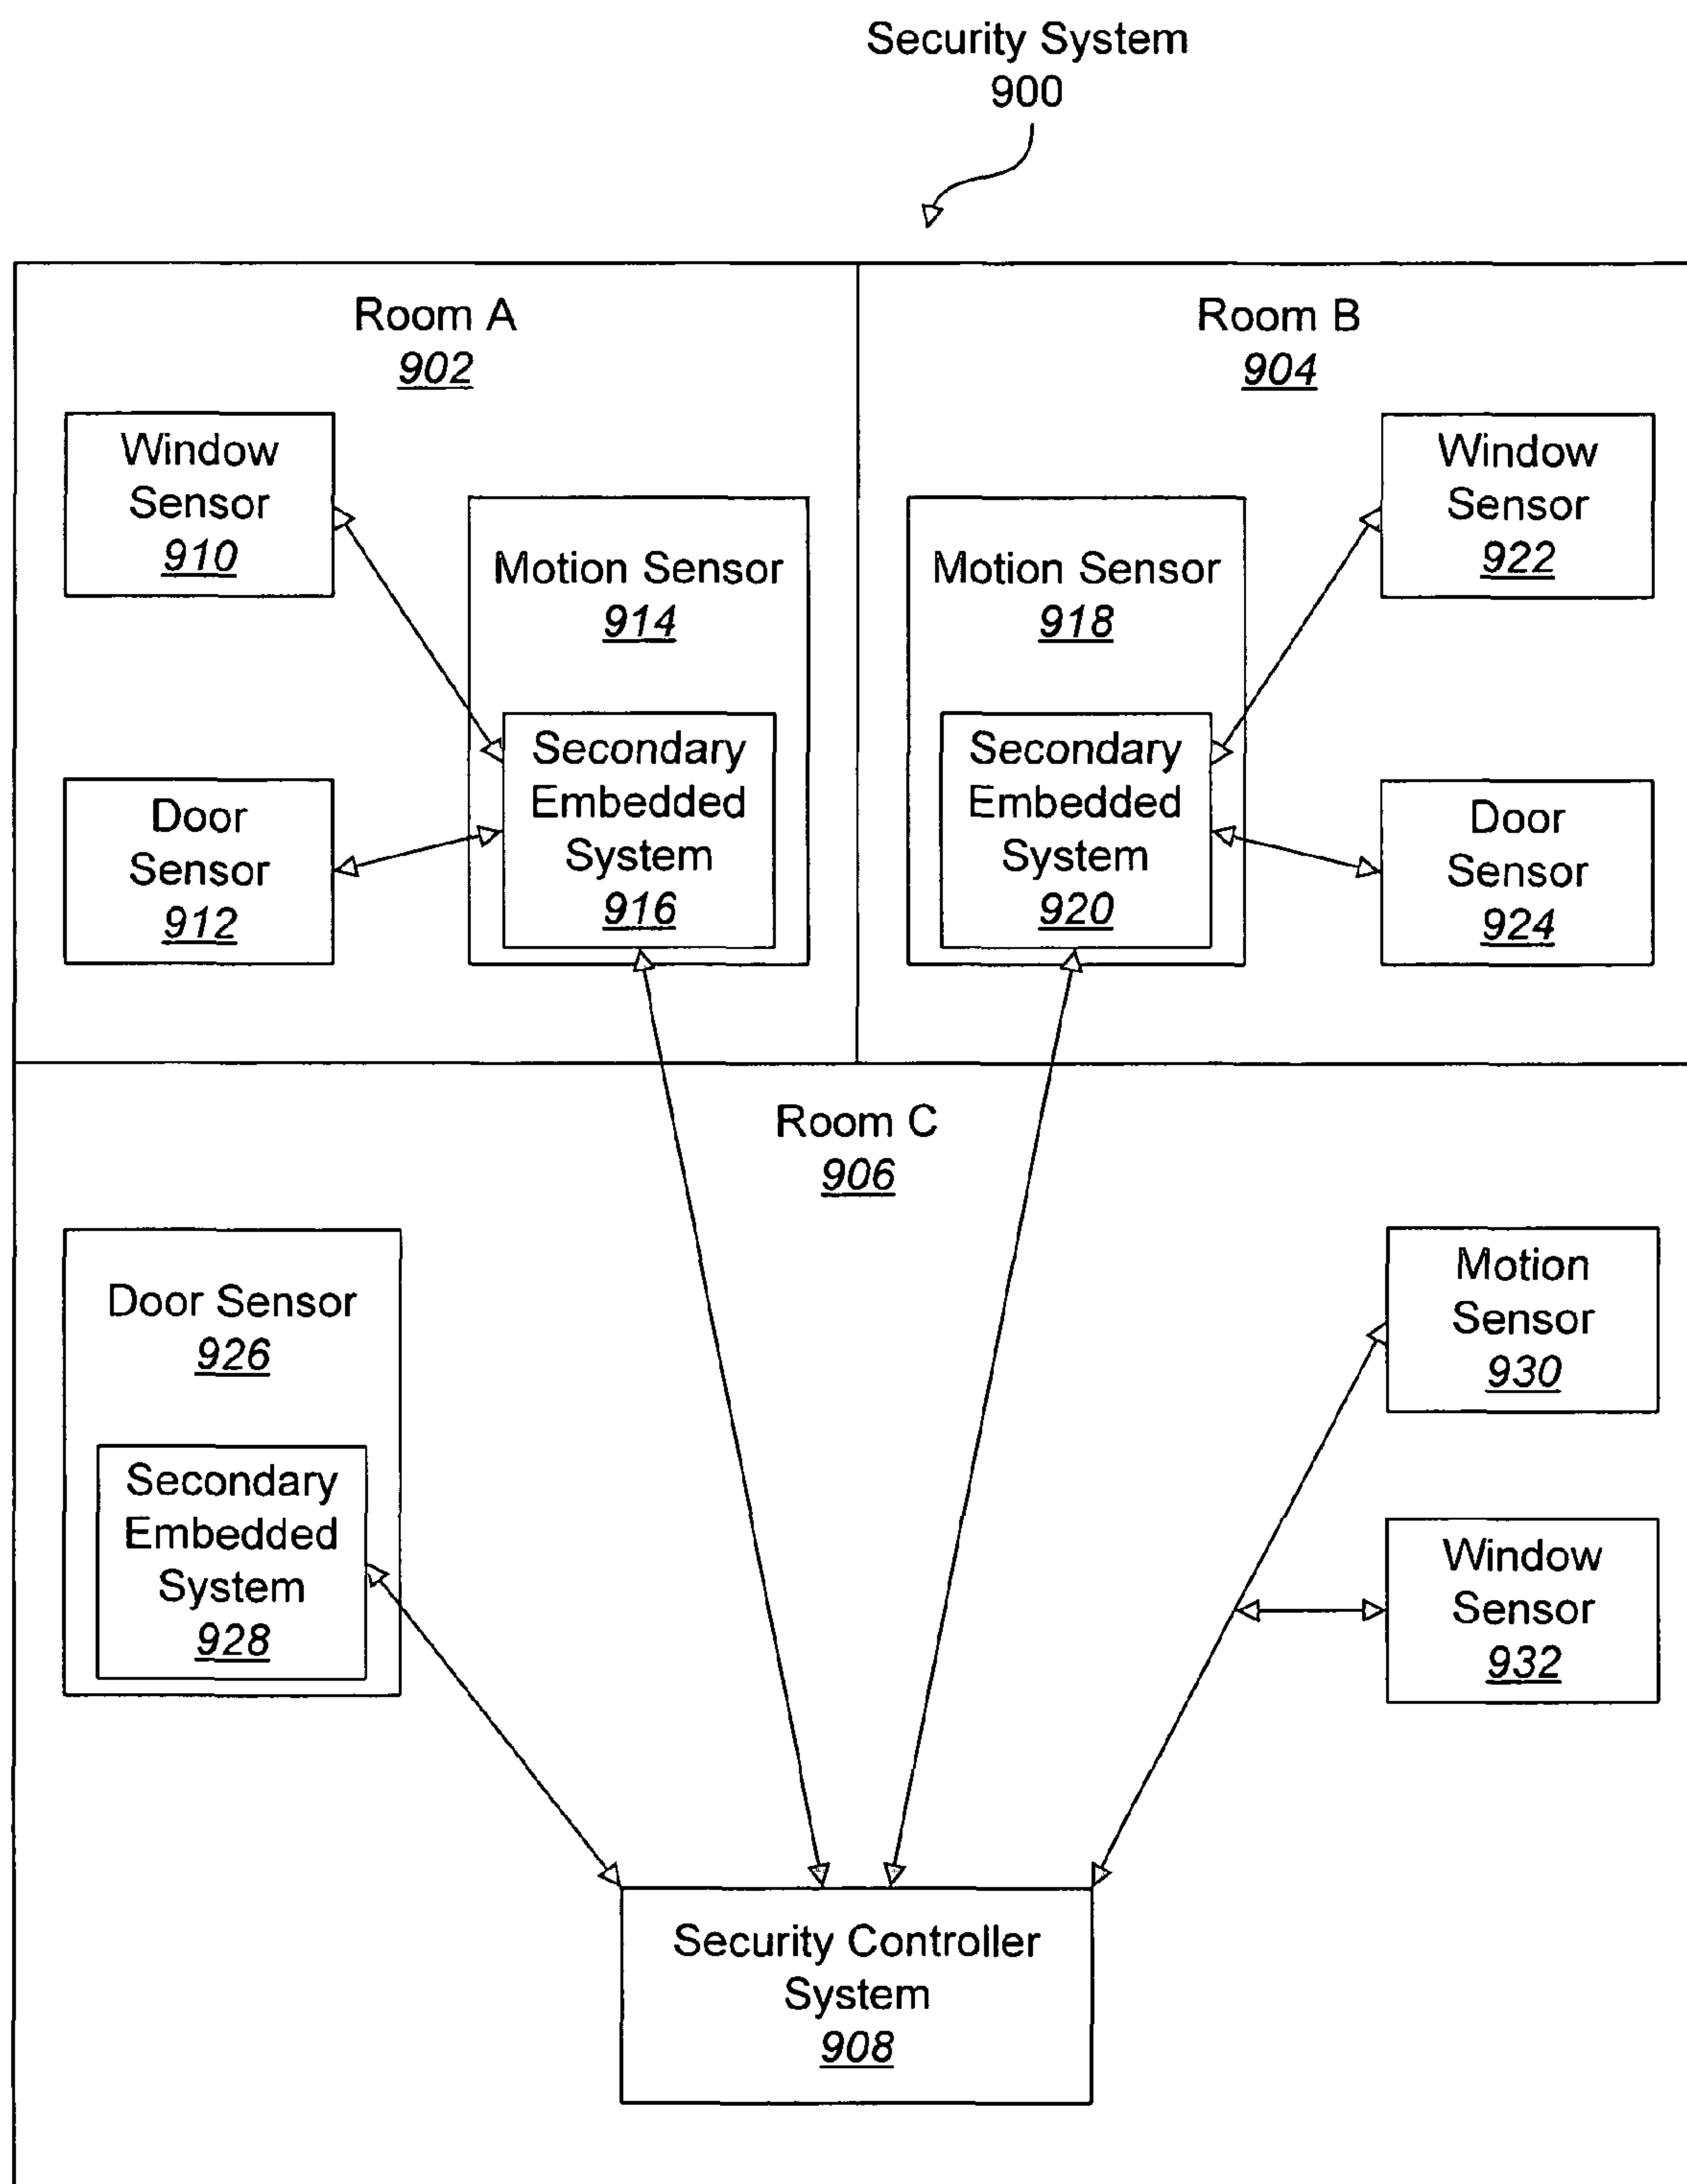 Security System
900
Room A
902
Room B
904
Window
Sensor
910
Motion Sensor
914
Secondary
Embedded
System
916
Door
Sensor
912
Motion Sensor
918
Secondary
Embedded
System
920
Window
Sensor
922
Door
Sensor
924
Room C
906
Door Sensor
926
Secondary
Embedded
System
928
Motion
Sensor
930
Window
Sensor
932
Security Controller
System
908